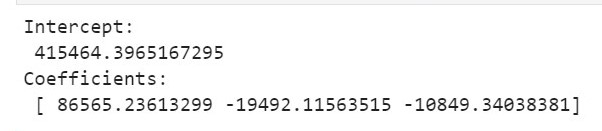 Intercept:
415464.3965167295
Coefficients:
[ 86565.23613299 -19492.11563515 -10849.34038381]